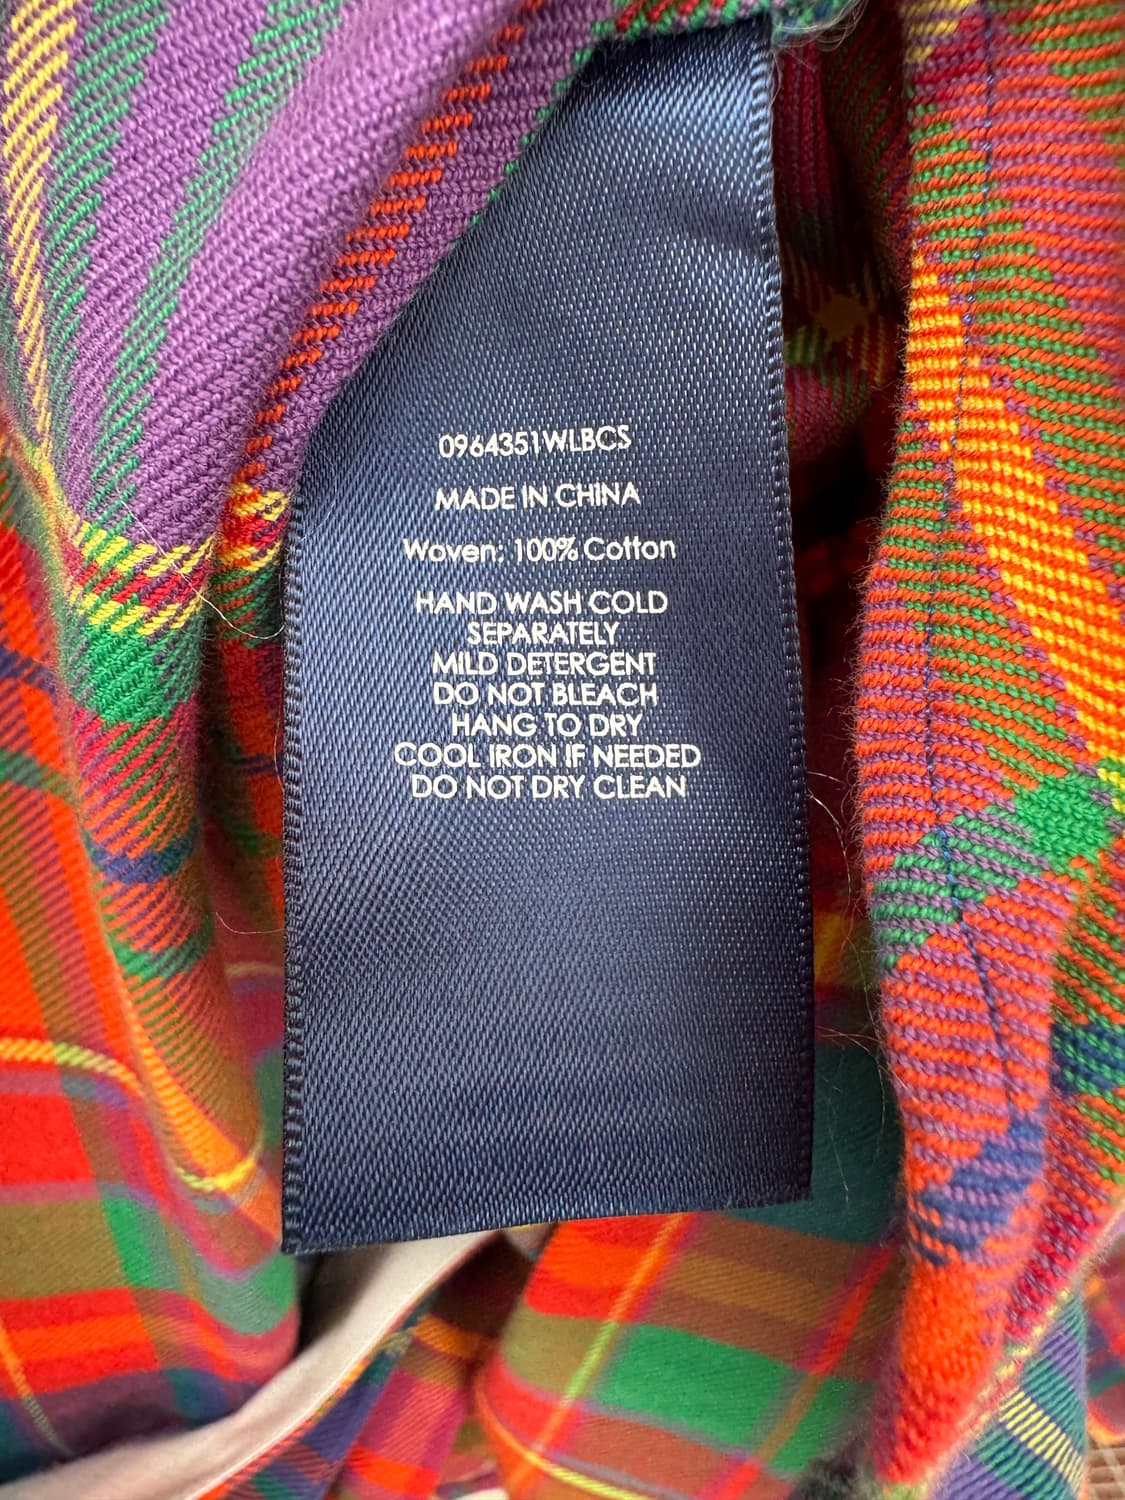 0964351WLBCS
MADE IN CHINA
Woven: 100% Cotton
HAND WASH COLD
SEPARATELY
MILD DETERGENT
DO NOT BLEACH
HANG TO DRY
COOL IRON IF NEEDED
DO NOT DRY CLEAN